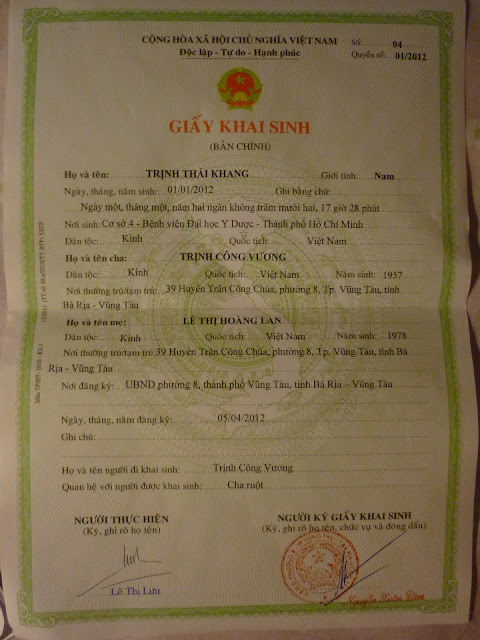 CỘNG HÒA XÃ HỘI CHỦ NGHĨA VIỆT NAM
Độc lập - Tự do - Hạnh phúc
Số: 94
Quyển số: 01/2012
GIẤY KHAI SINH
(BẢN CHÍNH)
Họ và tên: TRỊNH THÁI KHANG Giới tính: Nam
Ngày, tháng, năm sinh: 01/01/2012 Ghi bằng chữ:
Ngày một, tháng một, năm hai ngàn không trăm mười hai, 17 giờ 28 phút
Nơi sinh: Cơ sở 4 - Bệnh viện Đại học Y Dược - Thành phố Hồ Chí Minh
Dân tộc: Kinh Quốc tịch: Việt Nam
Họ và tên cha: TRỊNH CÔNG VƯƠNG
Dân tộc: Kinh Quốc tịch: Việt Nam Năm sinh: 1957
Nơi thường trú/tạm trú: 39 Huyền Trân Công Chúa, phường 8, Tp. Vũng Tàu, tỉnh
Bà Rịa - Vũng Tàu
Họ và tên mẹ: LÊ THỊ HOÀNG LAN
Dân tộc: Kinh Quốc tịch: Việt Nam Năm sinh: 1978
Nơi thường trú/tạm trú: 39 Huyền Trân Công Chúa, phường 8, Tp. Vũng Tàu, tỉnh Bà
Rịa - Vũng Tàu
Nơi đăng ký: UBND phường 8, thành phố Vũng Tàu, tỉnh Bà Rịa - Vũng Tàu
Ngày, tháng, năm đăng ký: 05/04/2012
Ghi chú:
Họ và tên người đi khai sinh: Trịnh Công Vương
Quan hệ với người được khai sinh: Cha ruột
NGƯỜI THỰC HIỆN
(Ký, ghi rõ họ tên)
NGƯỜI KÝ GIẤY KHAI SINH
(Ký, ghi rõ họ tên, chức vụ và đóng dấu)
Lê Thị Lưu